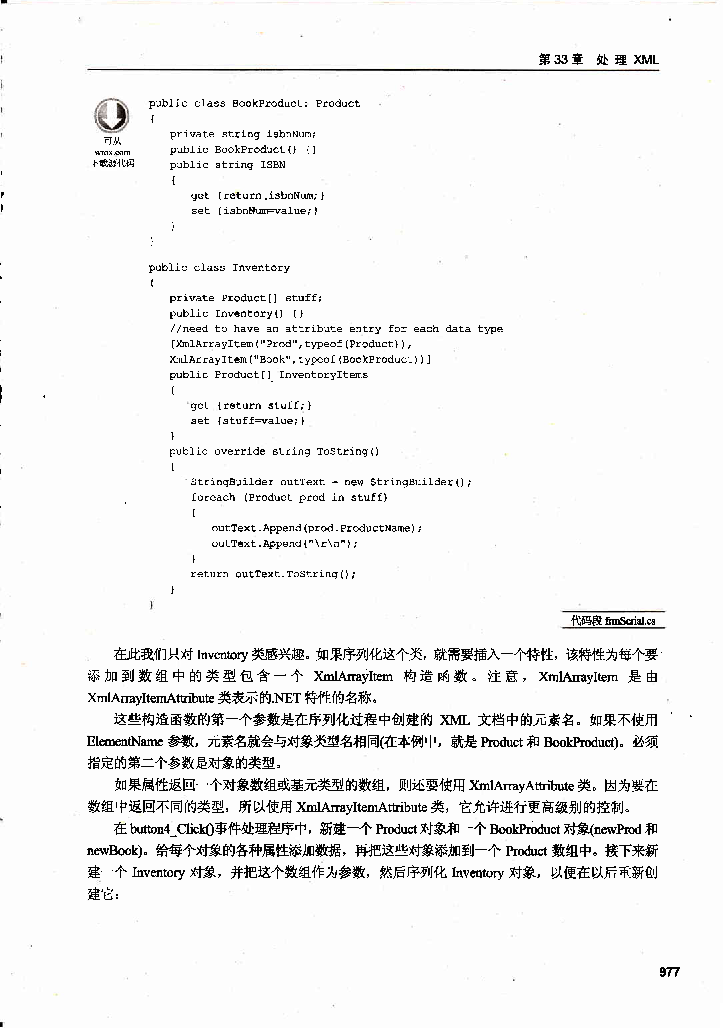 第 33 章 处 理 XML
public class BookProduct: Product
{
private string isbnNum;
可从
public BookProduct() {}
wrox.com
下载源代码
public string ISBN
{
get {return isbnNum;}
set {isbnNum=value;}
}
}
public class Inventory
{
private Product[] stuff;
public Inventory() {}
//need to have an attribute entry for each data type
[XmlArrayItem("Prod",typeof(Product)),
XmlArrayItem("Book",typeof(BookProduct))]
public Product[] InventoryItems
{
get {return stuff;}
set {stuff=value;}
}
public override string ToString()
{
StringBuilder outText = new StringBuilder();
foreach (Product prod in stuff)
{
outText.Append(prod.ProductName);
outText.Append("\r\n");
}
return outText.ToString();
}
}
代码段 frmSerial.cs
在此我们只对 Inventory 类感兴趣。如果序列化这个类，就需要插入一个特性，该特性为每个要
添加到数组中的类型包含一个 XmlArrayItem 构造函数。注意，XmlArrayItem 是由
XmlArrayItemAttribute 类表示的.NET 特性的名称。
这些构造函数的第一个参数是在序列化过程中创建的 XML 文档中的元素名。如果不使用
ElementName 参数，元素名就会与对象类型名相同(在本例中，就是 Product 和 BookProduct)。必须
指定的第二个参数是对象的类型。
如果属性返回一个对象数组或基元类型的数组，则还要使用 XmlArrayAttribute 类。因为要在
数组中返回不同的类型，所以使用 XmlArrayItemAttribute 类，它允许进行更高级别的控制。
在 button4_Click()事件处理程序中，新建一个 Product 对象和一个 BookProduct 对象(newProd 和
newBook)。给每个对象的各种属性添加数据，再把这些对象添加到一个 Product 数组中。接下来新
建一个 Inventory 对象，并把这个数组作为参数，然后序列化 Inventory 对象，以便在以后重新创
建它：
977